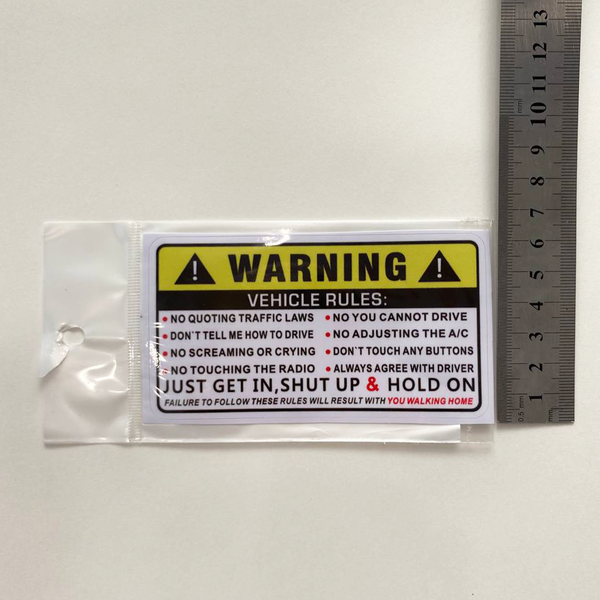 WARNING
VEHICLE RULES:
• NO QUOTING TRAFFIC LAWS • NO YOU CANNOT DRIVE
• DON'T TELL ME HOW TO DRIVE • NO ADJUSTING THE A/C
• NO SCREAMING OR CRYING • DON'T TOUCH ANY BUTTONS
• NO TOUCHING THE RADIO • ALWAYS AGREE WITH DRIVER
JUST GET IN,SHUT UP & HOLD ON
FAILURE TO FOLLOW THESE RULES WILL RESULT WITH YOU WALKING HOME
13
12
11
10
9
8
7
6
5
4
3
2
1
0.5 mm